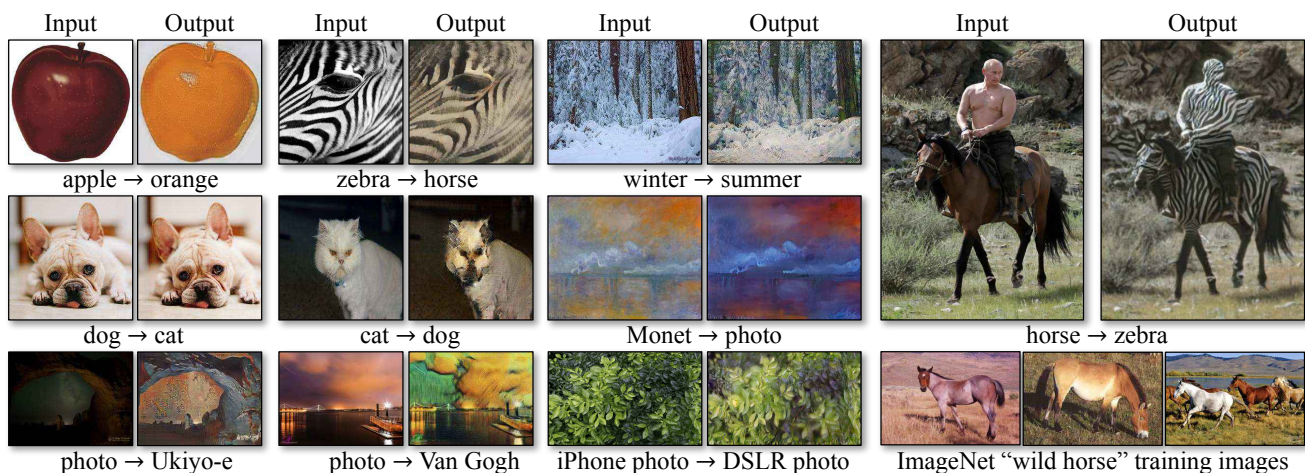 Input Output Input Output Input Output Input Output
apple → orange zebra → horse winter → summer
dog → cat cat → dog Monet → photo horse → zebra
photo → Ukiyo-e photo → Van Gogh iPhone photo → DSLR photo ImageNet “wild horse” training images